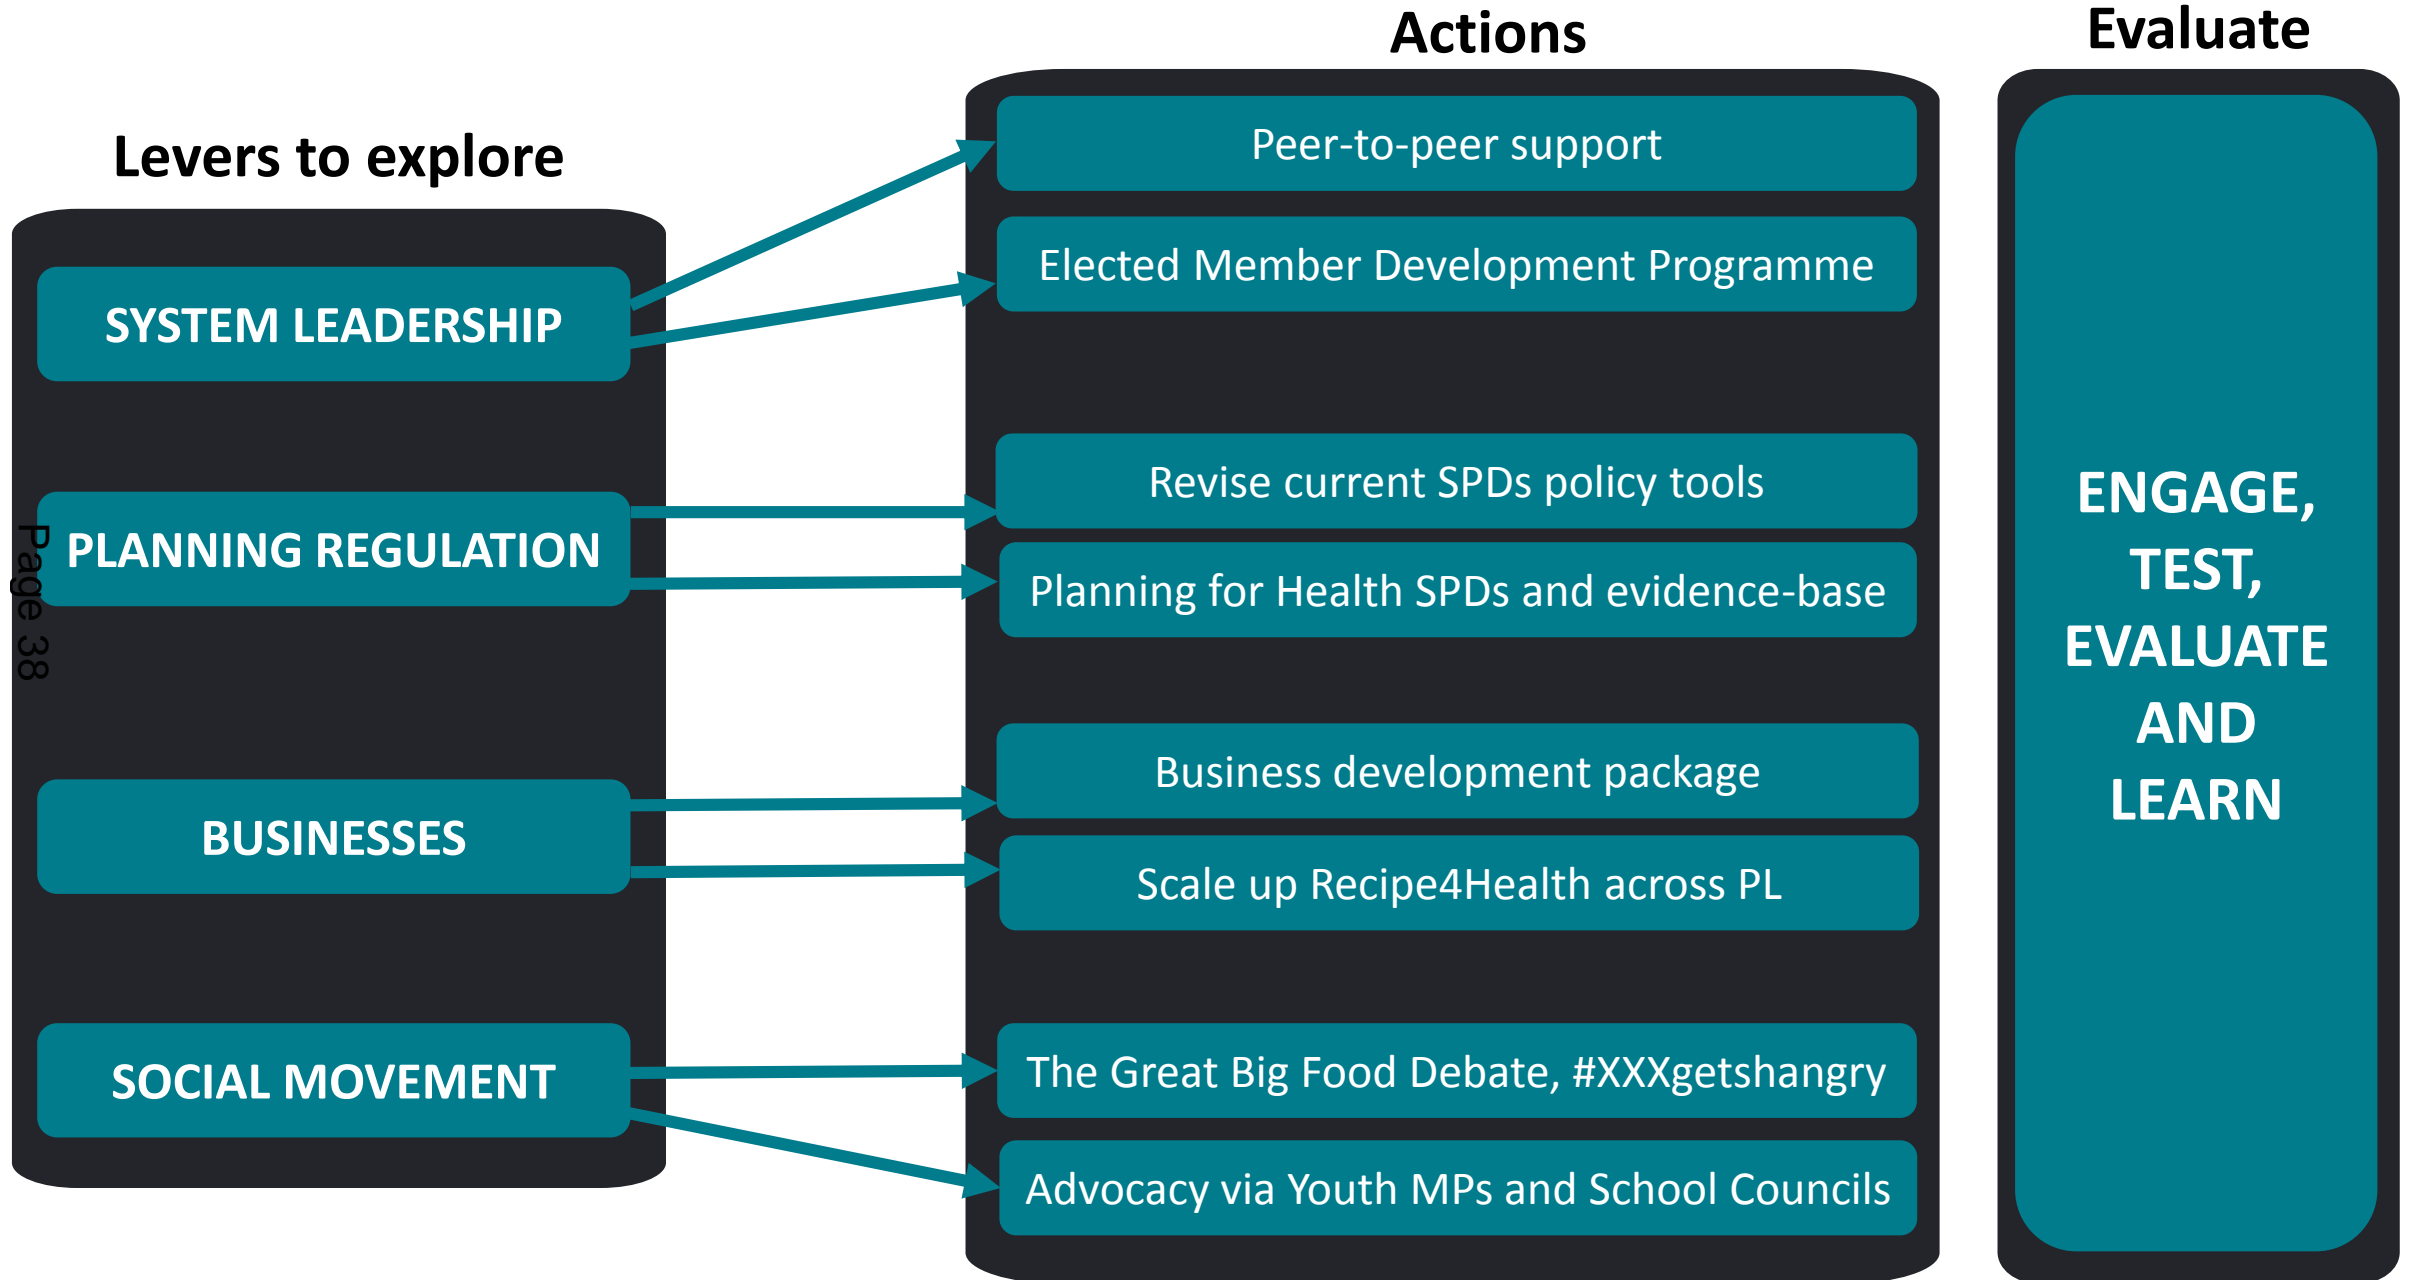 Levers to explore
SYSTEM LEADERSHIP
PLANNING REGULATION
BUSINESSES
SOCIAL MOVEMENT
Actions
Peer-to-peer support
Elected Member Development Programme
Revise current SPDs policy tools
Planning for Health SPDs and evidence-base
Business development package
Scale up Recipe4Health across PL
The Great Big Food Debate, #XXXgetshangry
Advocacy via Youth MPs and School Councils
Evaluate
ENGAGE,
TEST,
EVALUATE
AND
LEARN
Page 38